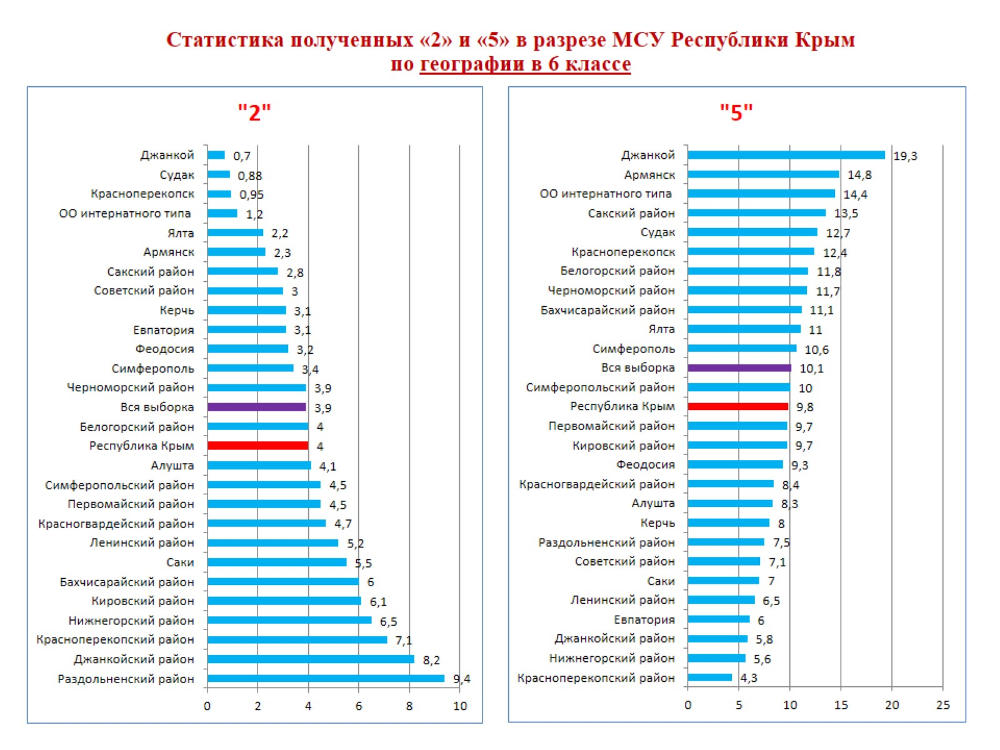 Статистика полученных «2» и «5» в разрезе МСУ Республики Крым
по географии в 6 классе
"2"
Джанкой 0,7
Судак 0,88
Красноперекопск 0,95
ОО интернатного типа 1,2
Ялта 2,2
Армянск 2,3
Сакский район 2,8
Советский район 3
Керчь 3,1
Евпатория 3,1
Феодосия 3,2
Симферополь 3,4
Черноморский район 3,9
Вся выборка 3,9
Белогорский район 4
Республика Крым 4
Алушта 4,1
Симферопольский район 4,5
Первомайский район 4,5
Красногвардейский район 4,7
Ленинский район 5,2
Саки 5,5
Бахчисарайский район 6
Кировский район 6,1
Нижнегорский район 6,5
Красноперекопский район 7,1
Джанкойский район 8,2
Раздольненский район 9,4
0 2 4 6 8 10
"5"
Джанкой 19,3
Армянск 14,8
ОО интернатного типа 14,4
Сакский район 13,5
Судак 12,7
Красноперекопск 12,4
Белогорский район 11,8
Черноморский район 11,7
Бахчисарайский район 11,1
Ялта 11
Симферополь 10,6
Вся выборка 10,1
Симферопольский район 10
Республика Крым 9,8
Первомайский район 9,7
Кировский район 9,7
Феодосия 9,3
Красногвардейский район 8,4
Алушта 8,3
Керчь 8
Раздольненский район 7,5
Советский район 7,1
Саки 7
Ленинский район 6,5
Евпатория 6
Джанкойский район 5,8
Нижнегорский район 5,6
Красноперекопский район 4,3
0 5 10 15 20 25